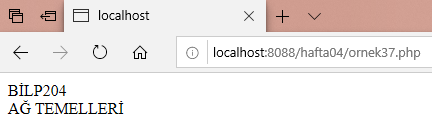 localhost
localhost:8088/hafta04/ornek37.php
BİLP204
AĞ TEMELLERİ